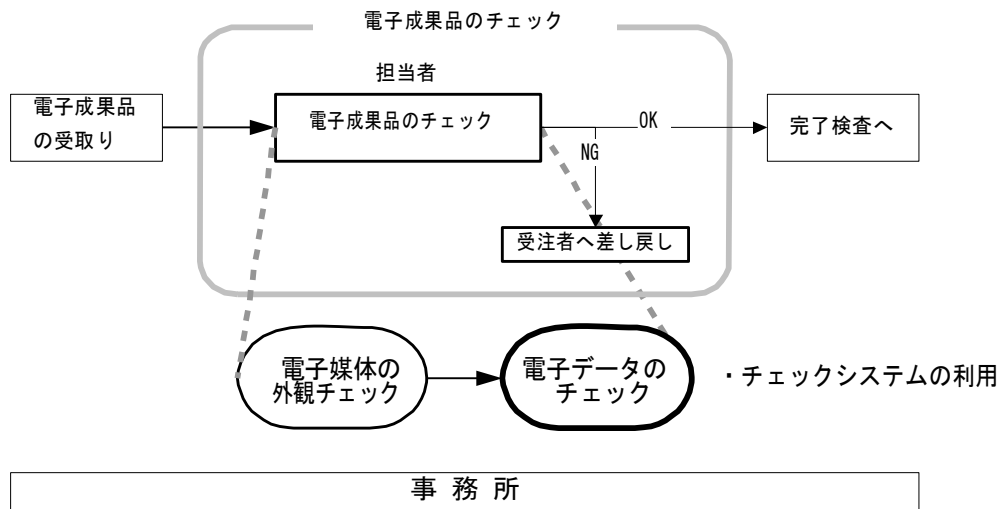 電子成果品のチェック
担当者
電子成果品
の受取り
電子成果品のチェック
OK
NG
完了検査へ
受注者へ差し戻し
電子媒体の
外観チェック
電子データの
チェック
・チェックシステムの利用
事 務 所